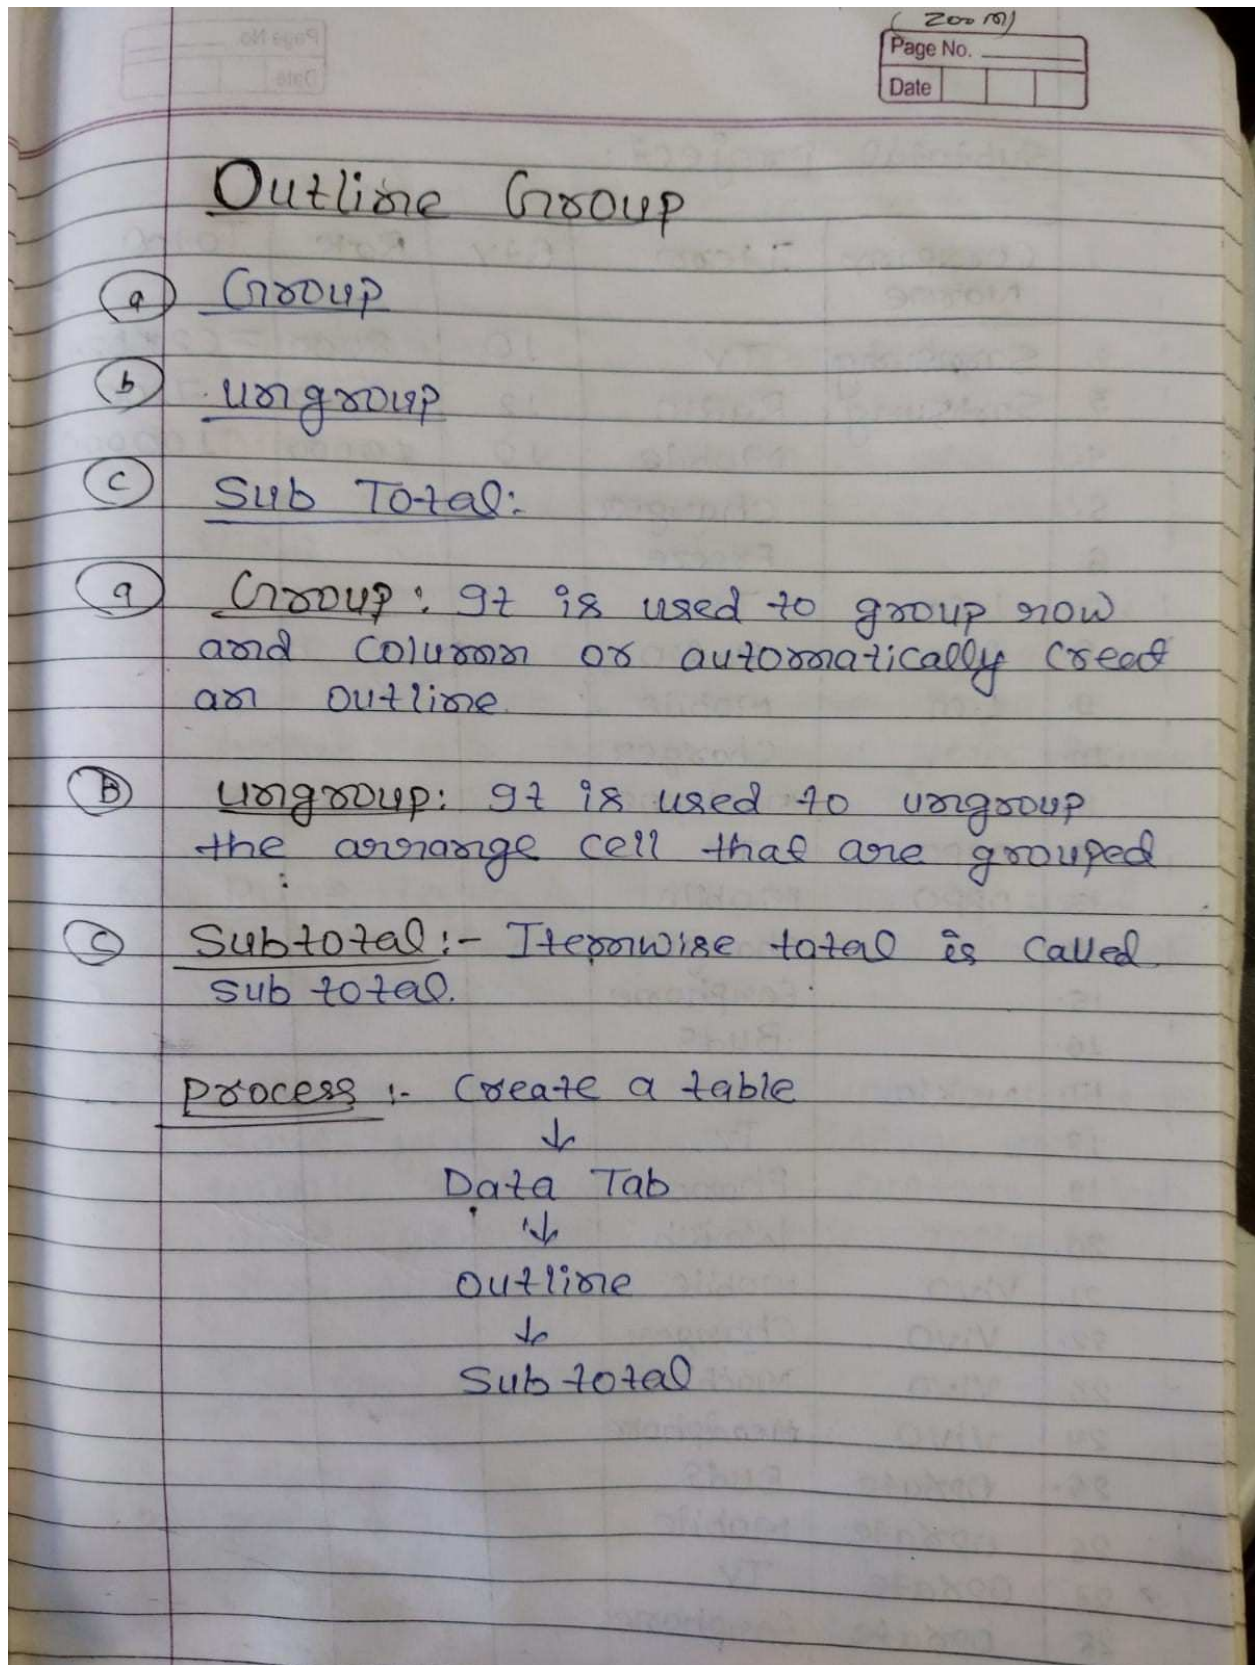 (Zoom)
Page No.
Date
Outline Group
a Group
b ungroup
c Sub Total:
a Group: It is used to group row
and column or automatically creat
an outline.
B ungroup: It is used to ungroup
the arrange cell that are grouped
C Subtotal:- Itemwise total is called
sub total.
Process :- Create a table
↓
Data Tab
↓
outline
↓
Sub total